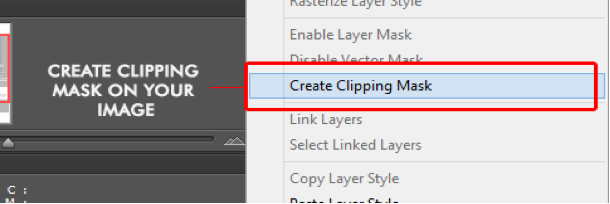 Rasterize Layer Style
Enable Layer Mask
Disable Vector Mask
CREATE CLIPPING
MASK ON YOUR
IMAGE
Create Clipping Mask
Link Layers
Select Linked Layers
Copy Layer Style
Paste Layer Style
C :
M :